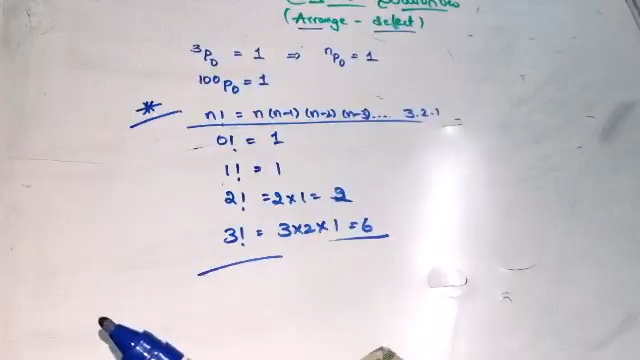 (Arrange - select)
³P₀ = 1 ⇒ ⁿP₀ = 1
¹⁰⁰P₀ = 1
* n! = n(n-1)(n-2)(n-3).... 3.2.1
0! = 1
1! = 1
2! = 2×1 = 2
3! = 3×2×1 = 6